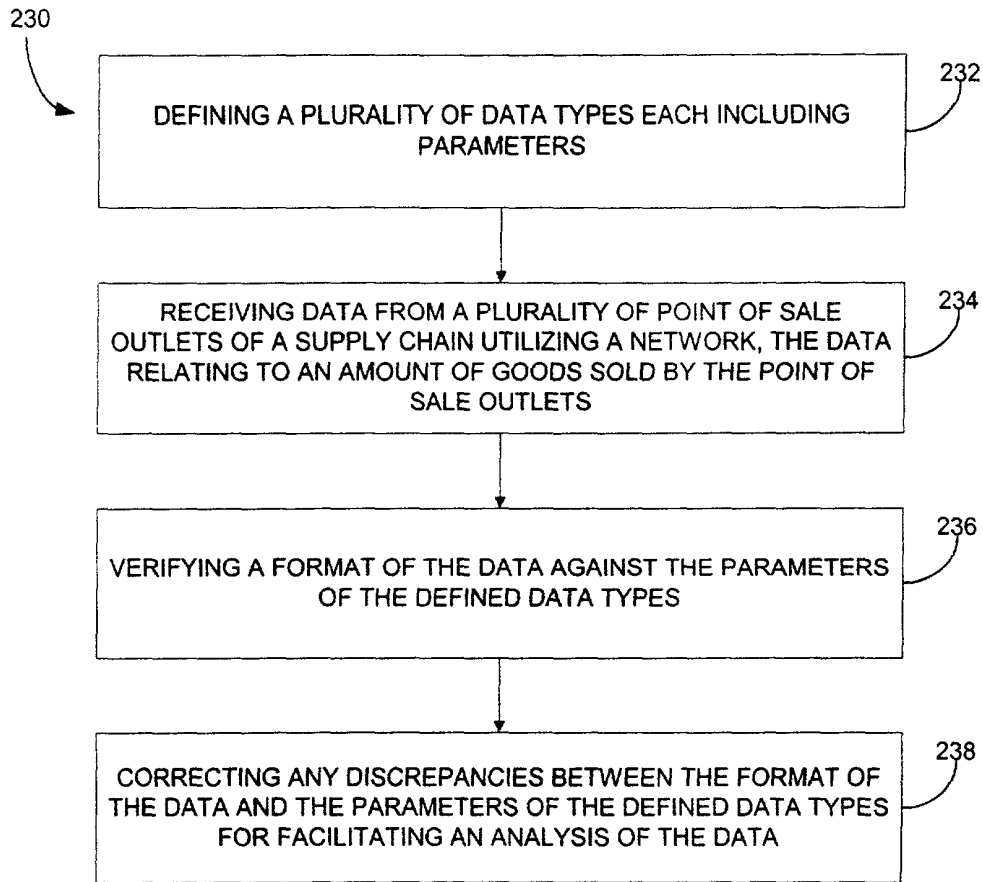 230
232
DEFINING A PLURALITY OF DATA TYPES EACH INCLUDING
PARAMETERS
234
RECEIVING DATA FROM A PLURALITY OF POINT OF SALE
OUTLETS OF A SUPPLY CHAIN UTILIZING A NETWORK, THE DATA
RELATING TO AN AMOUNT OF GOODS SOLD BY THE POINT OF
SALE OUTLETS
236
VERIFYING A FORMAT OF THE DATA AGAINST THE PARAMETERS
OF THE DEFINED DATA TYPES
238
CORRECTING ANY DISCREPANCIES BETWEEN THE FORMAT OF
THE DATA AND THE PARAMETERS OF THE DEFINED DATA TYPES
FOR FACILITATING AN ANALYSIS OF THE DATA